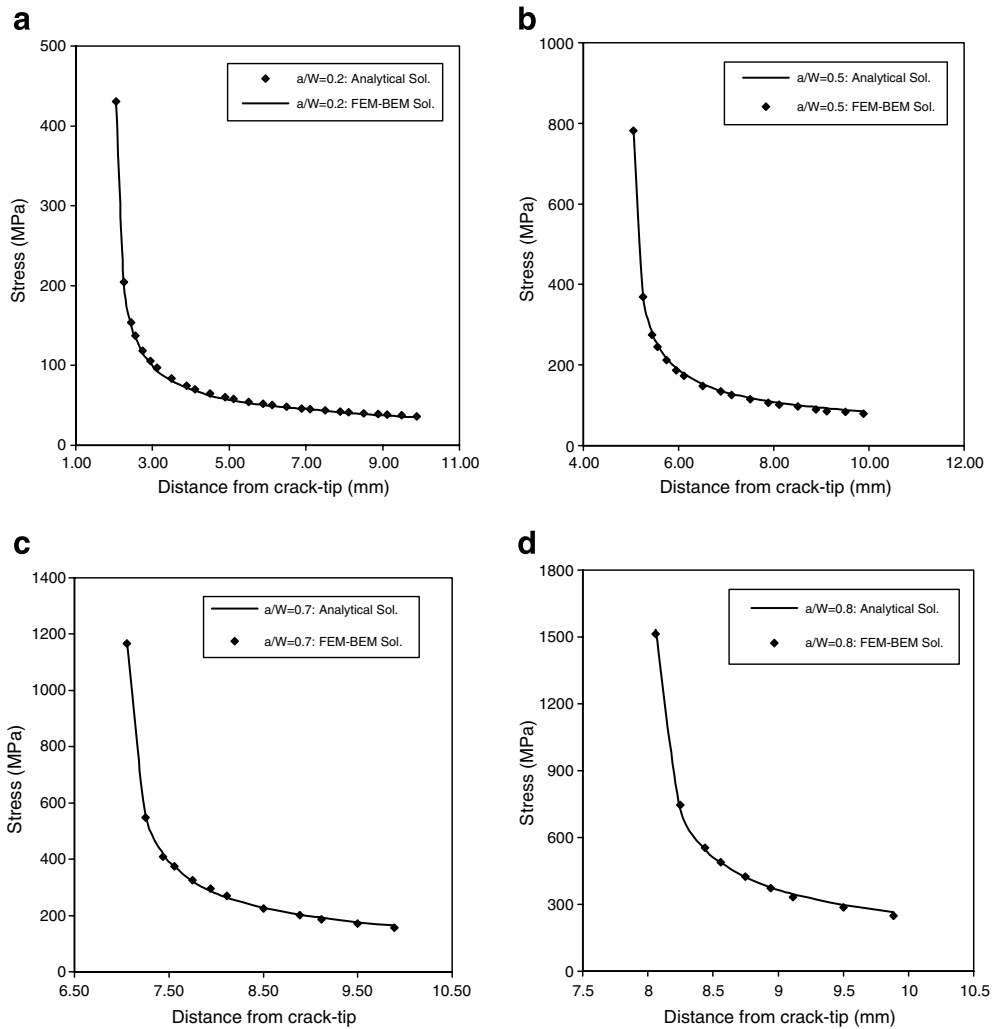 a
500
400
300
200
100
0
1.00 3.00 5.00 7.00 9.00 11.00
Stress (MPa)
Distance from crack-tip (mm)
a/W=0.2: Analytical Sol.
a/W=0.2: FEM-BEM Sol.
b
1000
800
600
400
200
0
4.00 6.00 8.00 10.00 12.00
Stress (MPa)
Distance from crack-tip (mm)
a/W=0.5: Analytical Sol.
a/W=0.5: FEM-BEM Sol.
c
1400
1200
1000
800
600
400
200
0
6.50 7.50 8.50 9.50 10.50
Stress (MPa)
Distance from crack-tip
a/W=0.7: Analytical Sol.
a/W=0.7: FEM-BEM Sol.
d
1800
1500
1200
900
600
300
0
7.5 8 8.5 9 9.5 10 10.5
Stress (MPa)
Distance from crack-tip (mm)
a/W=0.8: Analytical Sol.
a/W=0.8: FEM-BEM Sol.